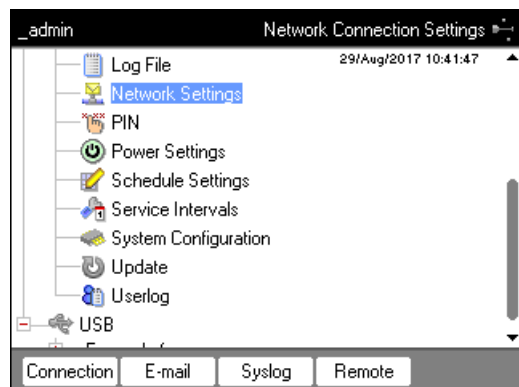 _admin Network Connection Settings
29/Aug/2017 10:41:47
Log File
Network Settings
PIN
Power Settings
Schedule Settings
Service Intervals
System Configuration
Update
Userlog
USB
Connection E-mail Syslog Remote